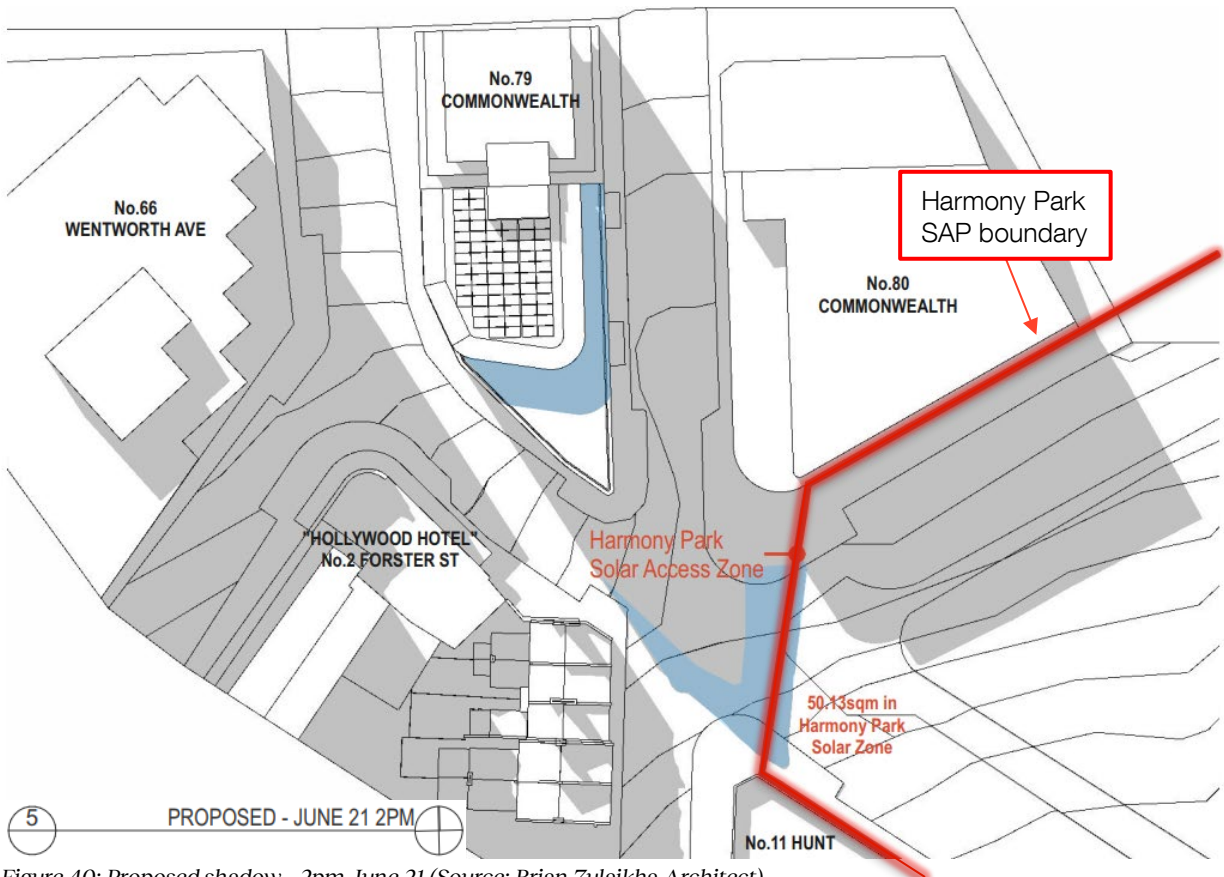 No.79
COMMONWEALTH
No.66
WENTWORTH AVE
Harmony Park
SAP boundary
No.80
COMMONWEALTH
"HOLLYWOOD HOTEL"
No.2 FORSTER ST
Harmony Park
Solar Access Zone
50.13sqm in
Harmony Park
Solar Zone
5
PROPOSED - JUNE 21 2PM
No.11 HUNT
Figure 40: Proposed shadow - 2pm June 21 (Source: Brian Zulaikha Architect)